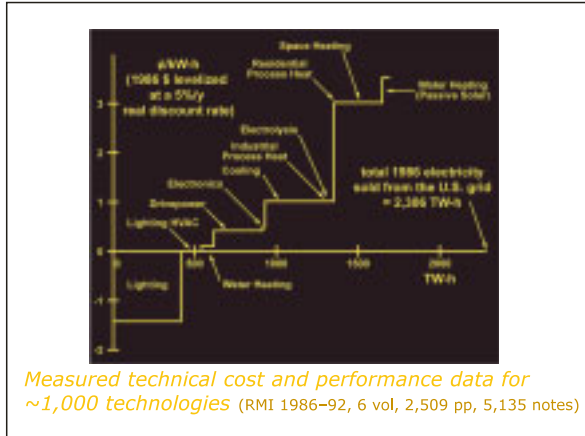 Space Heating
¢/kW-h
(1986 $ levelized
at a 5%/y
real discount rate)
Residential
Process Heat
Water Heating
(Passive Solar)
3
Electrolysis
Industrial
Process Heat
Cooling
total 1986 electricity
sold from the U.S. grid
Electronics
= 2,306 TW-h
1
Drivepower
Lighting HVAC
0
0
500
1000
1500
2000
TW-h
Lighting
Water Heating
-1
Measured technical cost and performance data for
~1,000 technologies (RMI 1986–92, 6 vol, 2,509 pp, 5,135 notes)